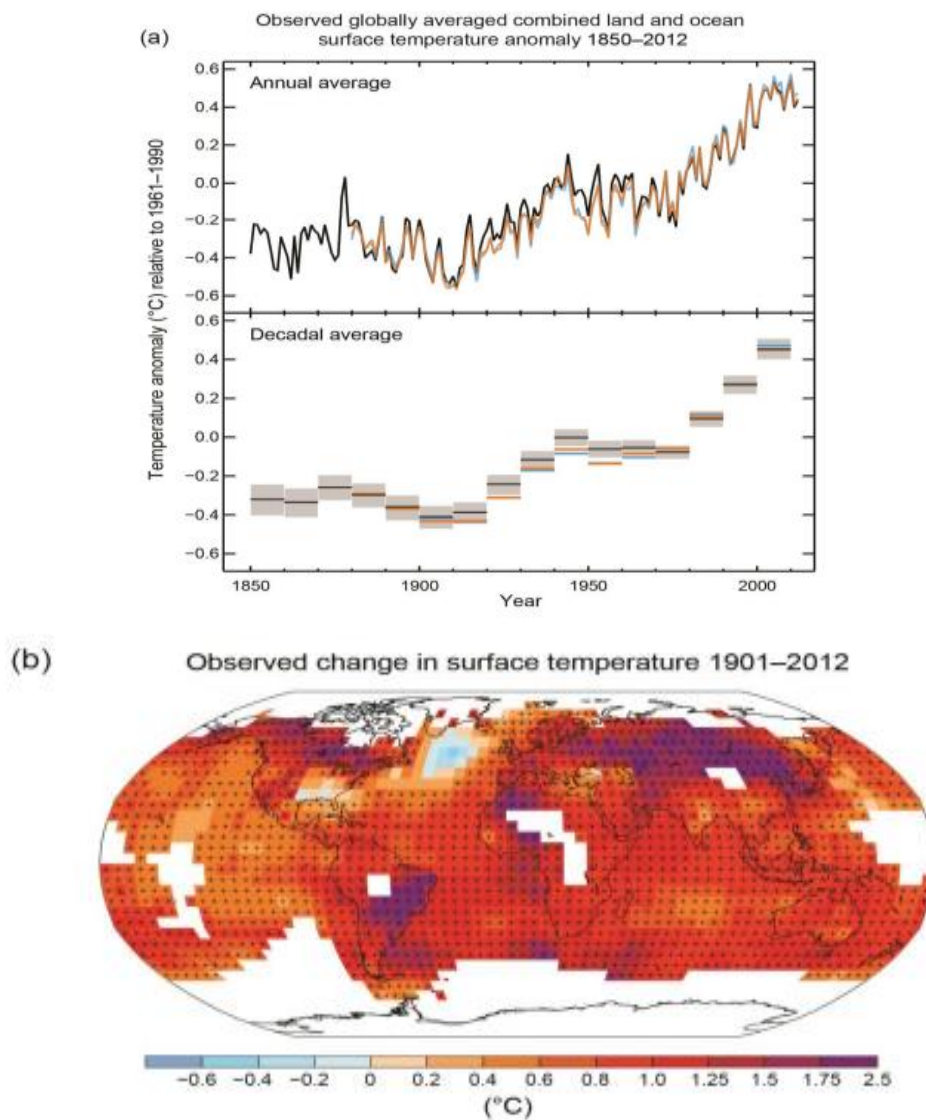 Observed globally averaged combined land and ocean
(a) surface temperature anomaly 1850–2012
Temperature anomaly (°C) relative to 1961–1990
0.6
Annual average
0.4
0.2
0.0
−0.2
−0.4
−0.6
0.6
Decadal average
0.4
0.2
0.0
−0.2
−0.4
−0.6
1850 1900 1950 2000
Year
(b) Observed change in surface temperature 1901–2012
−0.6 −0.4 −0.2 0 0.2 0.4 0.6 0.8 1.0 1.25 1.5 1.75 2.5
(°C)